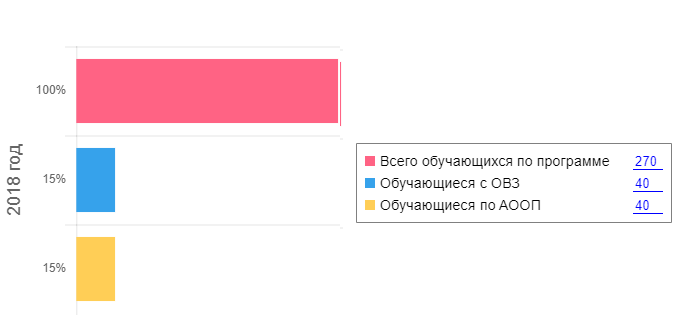 2018 год
100%
15%
15%
Всего обучающихся по программе 270
Обучающиеся с ОВЗ 40
Обучающиеся по АООП 40